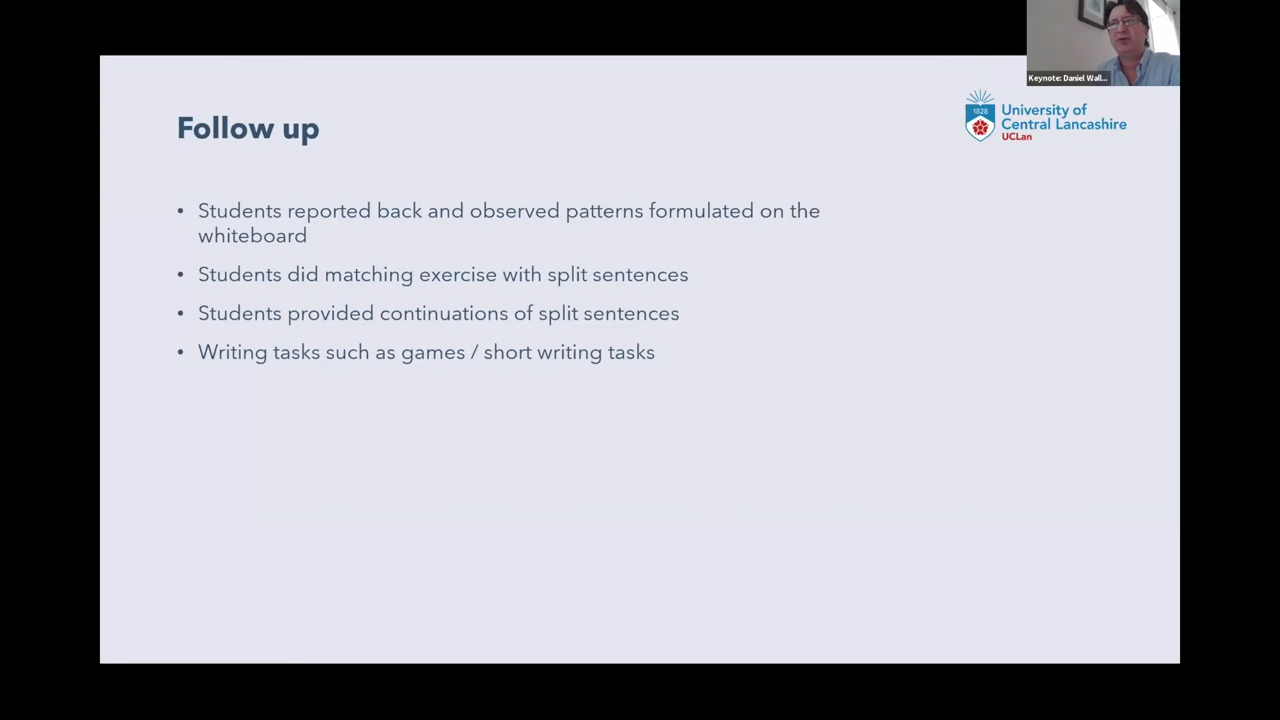 Keynote: Daniel Wall...
Follow up
1828
University of
Central Lancashire
UCLan
• Students reported back and observed patterns formulated on the
whiteboard
• Students did matching exercise with split sentences
• Students provided continuations of split sentences
• Writing tasks such as games / short writing tasks